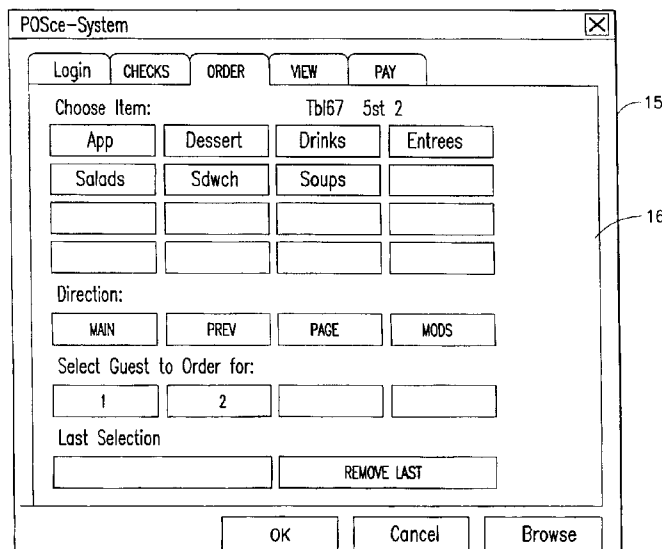 POSce-System
Login CHECKS ORDER VIEW PAY
Choose Item: Tbl67 5st 2
15
App Dessert Drinks Entrees
Salads Sdwch Soups
16
Direction:
MAIN PREV PAGE MODS
Select Guest to Order for:
1 2
Last Selection
REMOVE LAST
OK Cancel Browse